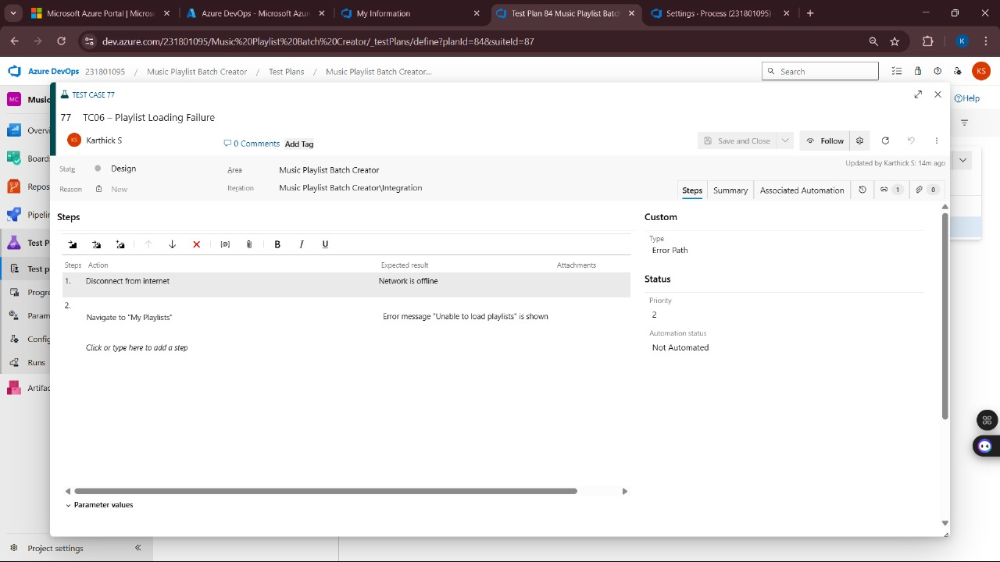 Microsoft Azure Portal | Micros
Azure DevOps - Microsoft Azur
My Information
Test Plan 84 Music Playlist Batc
Settings · Process (231801095)
dev.azure.com/231801095/Music%20Playlist%20Batch%20Creator/_testPlans/define?planId=84&suiteId=87
K
Azure DevOps 231801095 / Music Playlist Batch Creator / Test Plans / Music Playlist Batch Creator...
Search
KS
MC Music
Help
TEST CASE 77
77 TC06 – Playlist Loading Failure
KS Karthick S
0 Comments Add Tag
Save and Close
Follow
State Design
Area Music Playlist Batch Creator
Updated by Karthick S: 14m ago
Reason New
Iteration Music Playlist Batch Creator\Integration
Steps Summary Associated Automation 1 0
Overvi
Board
Repos
Pipelin
Test P
Test p
Progre
Param
Config
Runs
Artifac
Project settings
Steps
B I U
Steps Action Expected result Attachments
1. Disconnect from internet Network is offline
2.
Navigate to "My Playlists" Error message "Unable to load playlists" is shown
Click or type here to add a step
Parameter values
Custom
Type
Error Path
Status
Priority
2
Automation status
Not Automated